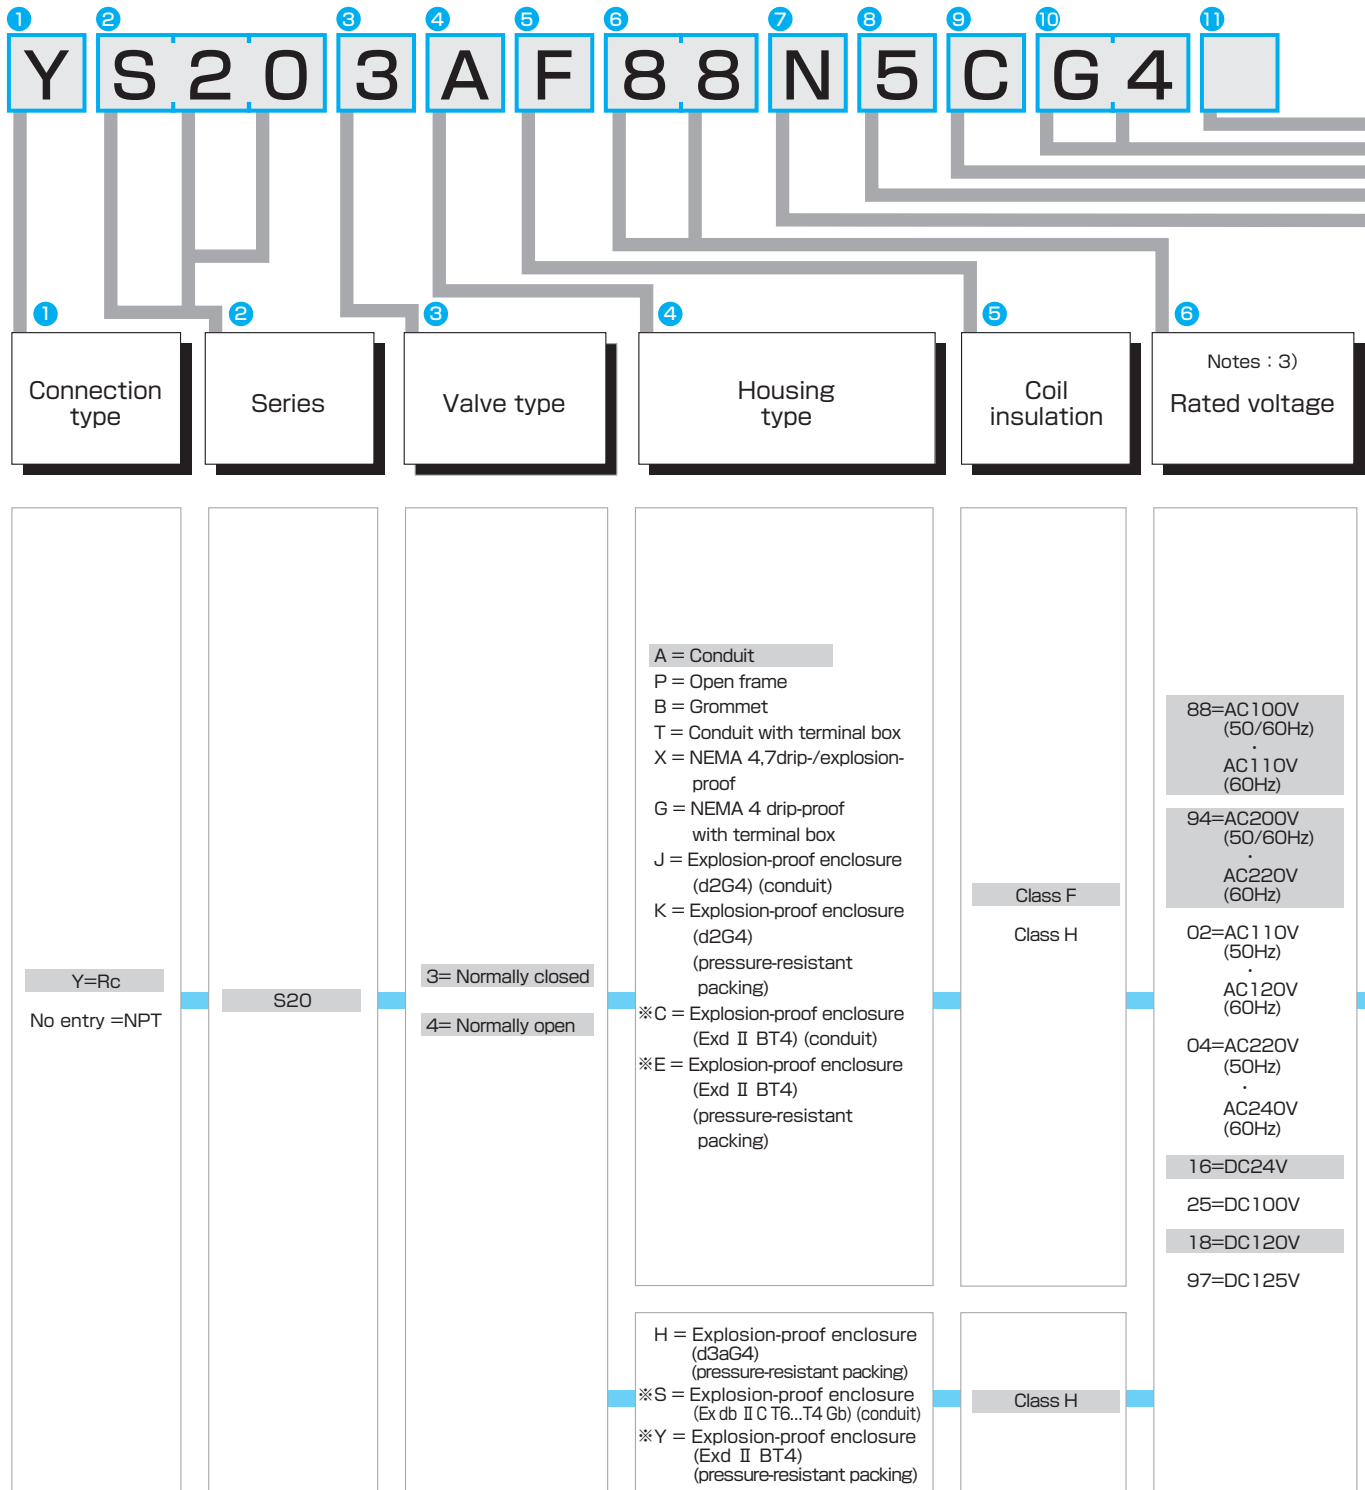 ① ② ③ ④ ⑤ ⑥ ⑦ ⑧ ⑨ ⑩ ⑪
Y S 2 0 3 A F 8 8 N 5 C G 4
① ② ③ ④ ⑤ ⑥
Connection
type
Series
Valve type
Housing
type
Coil
insulation
Notes : 3)
Rated voltage
Y=Rc
No entry =NPT
S20
3= Normally closed
4= Normally open
A = Conduit
P = Open frame
B = Grommet
T = Conduit with terminal box
X = NEMA 4,7drip-/explosion-
proof
G = NEMA 4 drip-proof
with terminal box
J = Explosion-proof enclosure
(d2G4) (conduit)
K = Explosion-proof enclosure
(d2G4)
(pressure-resistant
packing)
※C = Explosion-proof enclosure
(Exd Ⅱ BT4) (conduit)
※E = Explosion-proof enclosure
(Exd Ⅱ BT4)
(pressure-resistant
packing)
Class F
Class H
88=AC100V
(50/60Hz)
·
AC110V
(60Hz)
94=AC200V
(50/60Hz)
·
AC220V
(60Hz)
02=AC110V
(50Hz)
·
AC120V
(60Hz)
04=AC220V
(50Hz)
·
AC240V
(60Hz)
16=DC24V
25=DC100V
18=DC120V
97=DC125V
H = Explosion-proof enclosure
(d3aG4)
(pressure-resistant packing)
※S = Explosion-proof enclosure
(Ex db Ⅱ C T6...T4 Gb) (conduit)
※Y = Explosion-proof enclosure
(Exd Ⅱ BT4)
(pressure-resistant packing)
Class H